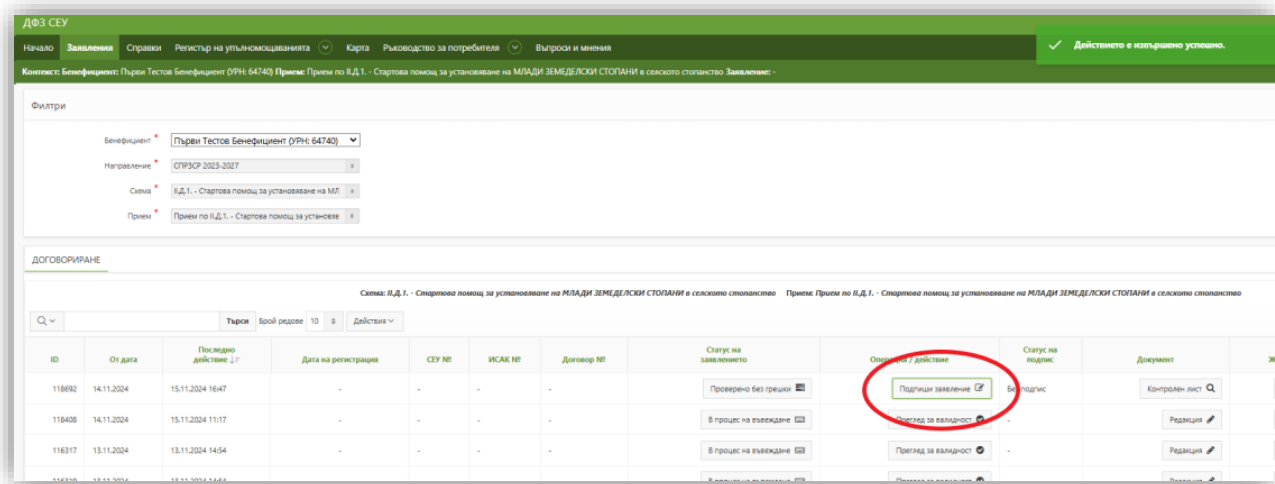 ДФЗ СЕУ
Начало Заявления Справки Регистър на упълномощаванията Карта Ръководство за потребителя Въпроси и мнения
Действието е извършено успешно.
Контекст: Бенефициент: Първи Тестов Бенефициент (УРН: 64740) Прием: Прием по II.Д.1. - Стартова помощ за установяване на МЛАДИ ЗЕМЕДЕЛСКИ СТОПАНИ в селското стопанство Заявление: -
Филтри
Бенефициент * Първи Тестов Бенефициент (УРН: 64740)
Направление * СПРЗСР 2023-2027
Схема * II.Д.1. - Стартова помощ за установяване на МЛ
Прием * Прием по II.Д.1. - Стартова помощ за установяв
ДОГОВОРИРАНЕ
Схема: II.Д.1. - Стартова помощ за установяване на МЛАДИ ЗЕМЕДЕЛСКИ СТОПАНИ в селското стопанство Прием: Прием по II.Д.1. - Стартова помощ за установяване на МЛАДИ ЗЕМЕДЕЛСКИ СТОПАНИ в селското стопанство
Търси Брой редове 10 Действия
ID От дата Последно действие Дата на регистрация СЕУ № ИСАК № Договор № Статус на заявлението Операция / действие Статус на подпис Документ
118692 14.11.2024 15.11.2024 16:47 - - - - Проверено без грешки Подпиши заявление Без подпис Контролен лист
118408 14.11.2024 15.11.2024 11:17 - - - - В процес на въвеждане Преглед за валидност - Редакция
116317 13.11.2024 13.11.2024 14:54 - - - - В процес на въвеждане Преглед за валидност - Редакция